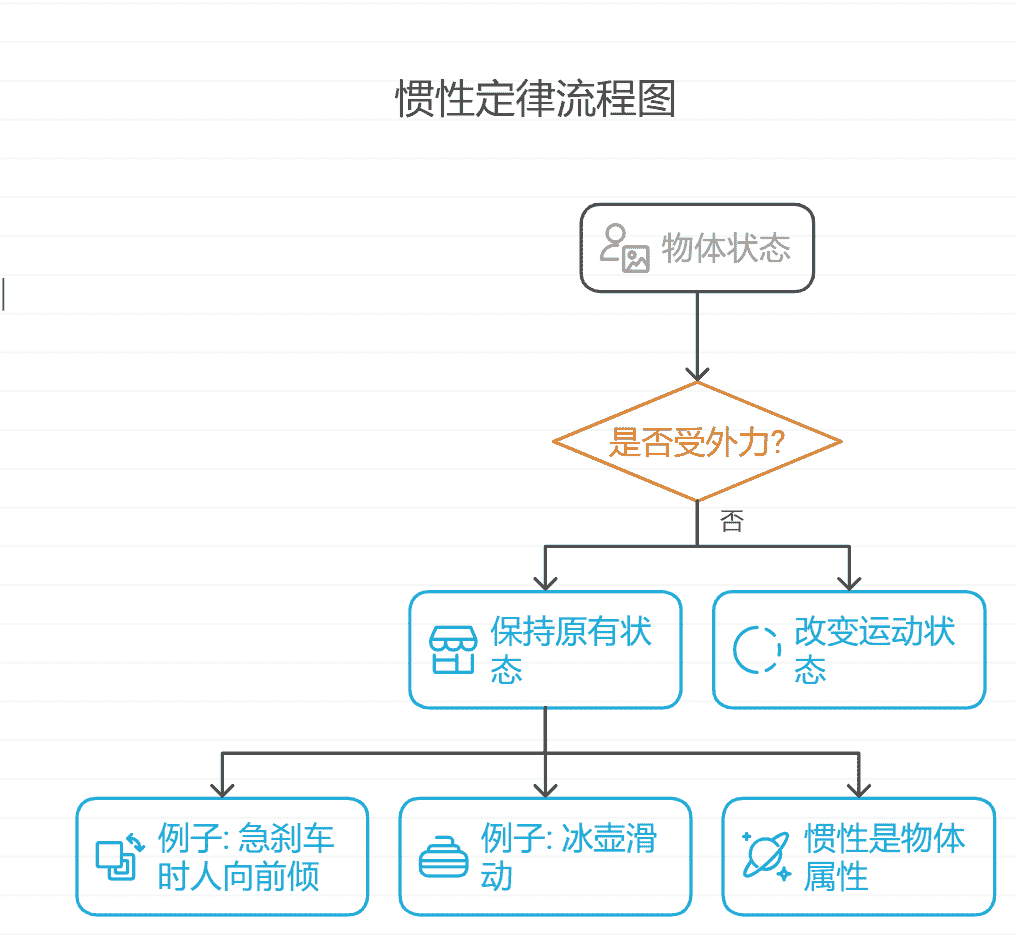 惯性定律流程图
物体状态
是否受外力?
否
保持原有状
态
改变运动状
态
例子: 急刹车
时人向前倾
例子: 冰壶滑
动
惯性是物体
属性